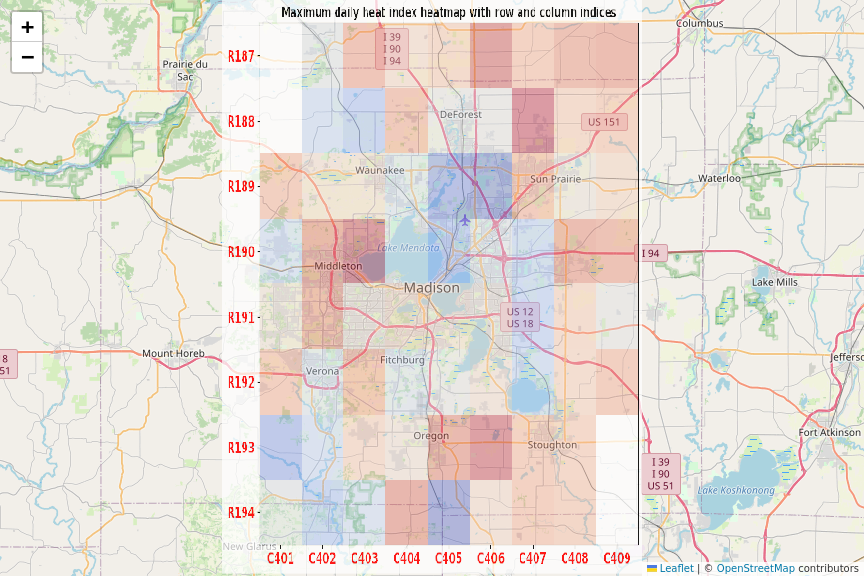 Maximum daily heat index heatmap with row and column indices
+
−
Columbus
I 39
I 90
I 94
R187
Prairie du
Sac
DeForest
R188
US 151
Waunakee
R189
Sun Prairie
Waterloo
R190
Lake Mendota
I 94
Middleton
Madison
Lake Mills
R191
US 12
US 18
8
51
Mount Horeb
Fitchburg
Jefferso
R192
Verona
R193
Oregon
Stoughton
Fort Atkinson
I 39
I 90
US 51
Lake Koshkonong
R194
New Glarus
C401 C402 C403 C404 C405 C406 C407 C408 C409
Leaflet | © OpenStreetMap contributors